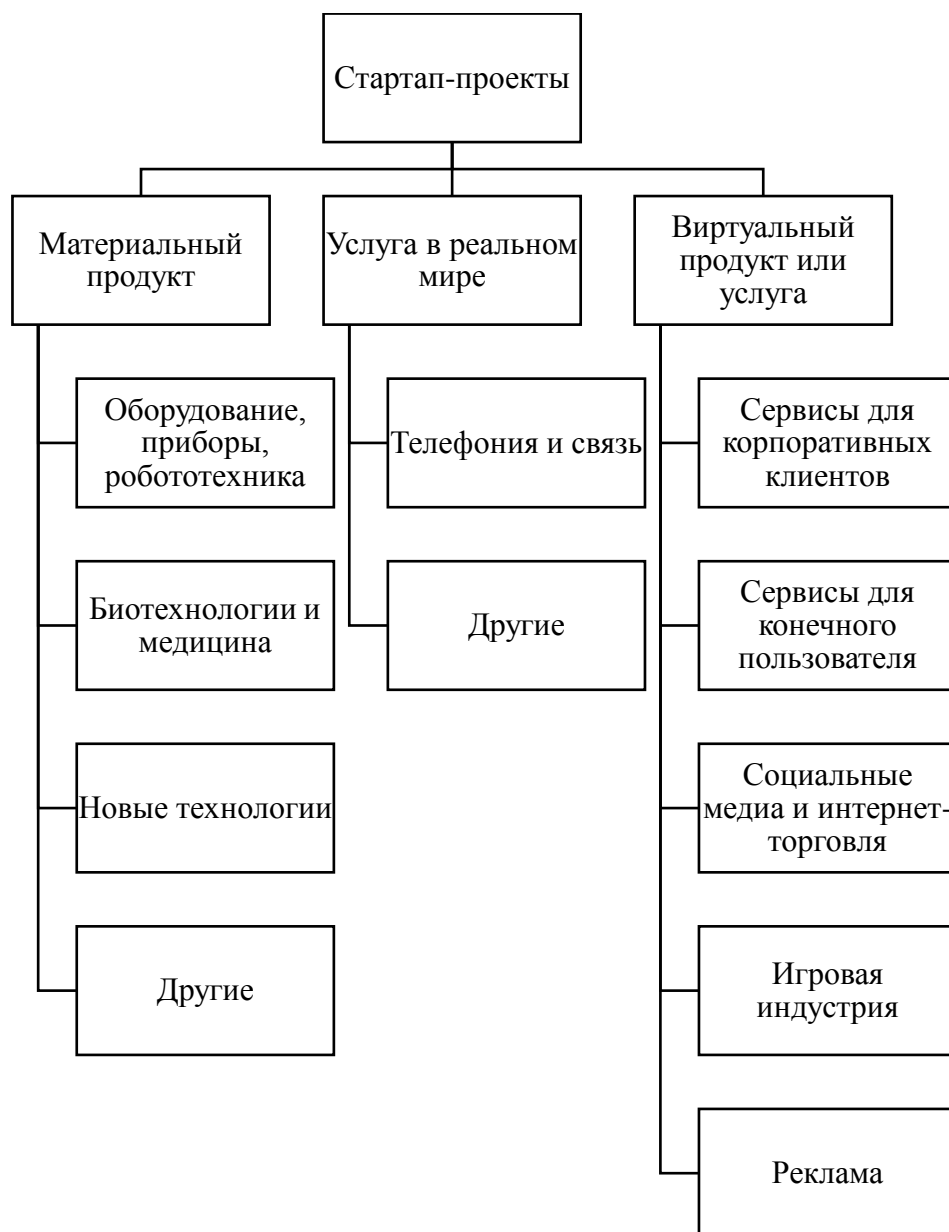 Стартап-проекты
Материальный
продукт
Услуга в реальном
мире
Виртуальный
продукт или
услуга
Оборудование,
приборы,
робототехника
Биотехнологии и
медицина
Новые технологии
Другие
Телефония и связь
Другие
Сервисы для
корпоративных
клиентов
Сервисы для
конечного
пользователя
Социальные
медиа и интернет-
торговля
Игровая
индустрия
Реклама